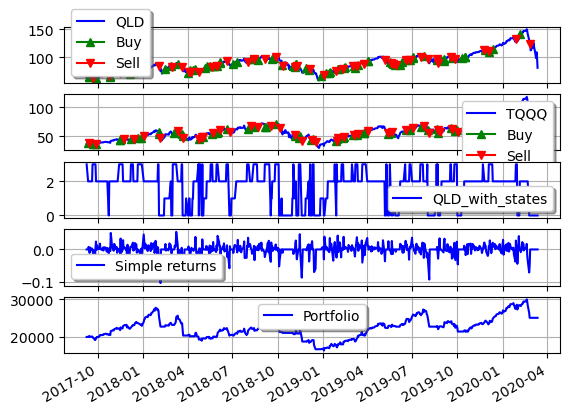 QLD
Buy
Sell
150
100
TQQQ
Buy
Sell
100
50
QLD_with_states
2
0
Simple returns
0.0
-0.1
Portfolio
30000
20000
2017-10
2018-01
2018-04
2018-07
2018-10
2019-01
2019-04
2019-07
2019-10
2020-01
2020-04